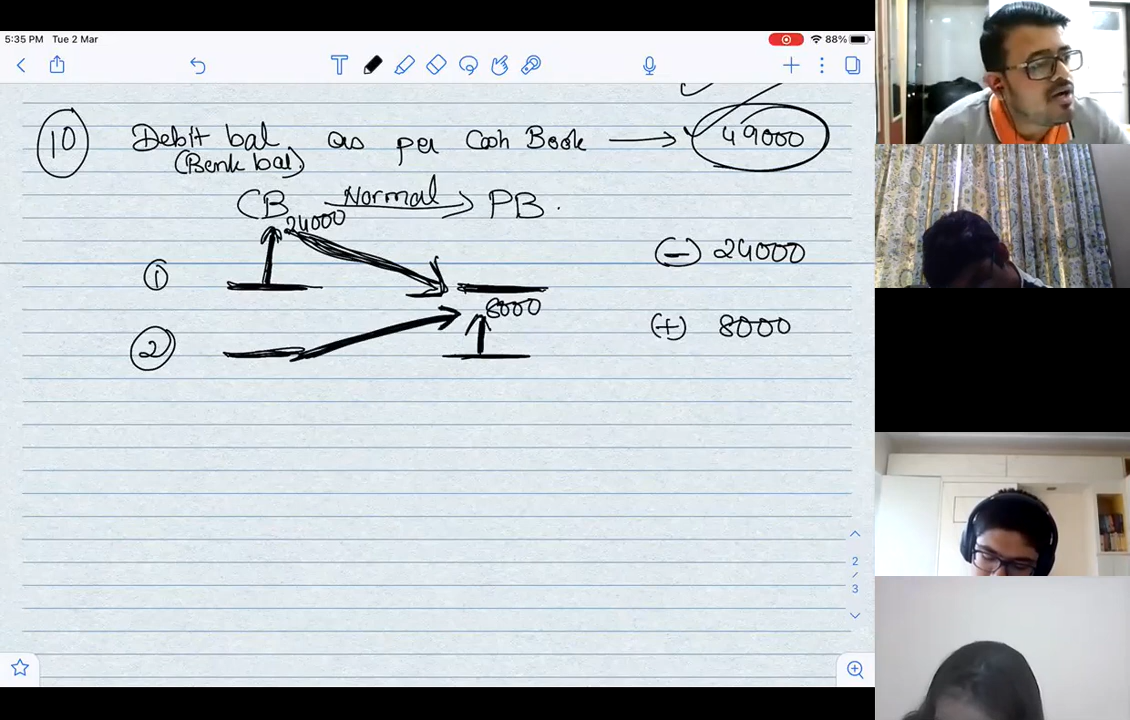 5:35 PM Tue 2 Mar 88%
10 Debit bal as per Cash Book → 49000
(Bank bal)
CB Normal PB.
24000
1 (-) 24000
8000
2 (+) 8000
2
/
3